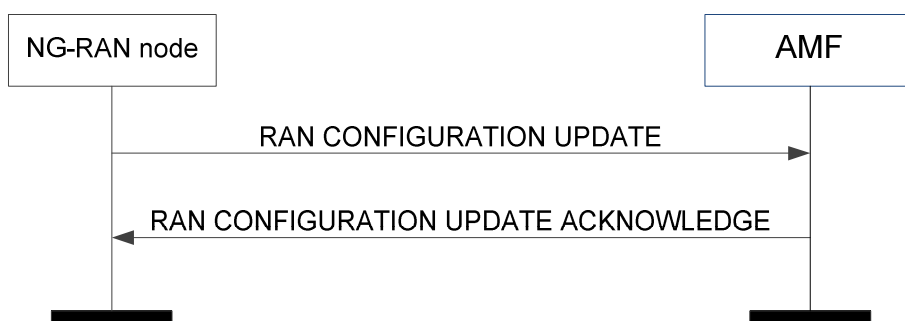 NG-RAN node
AMF
RAN CONFIGURATION UPDATE
RAN CONFIGURATION UPDATE ACKNOWLEDGE